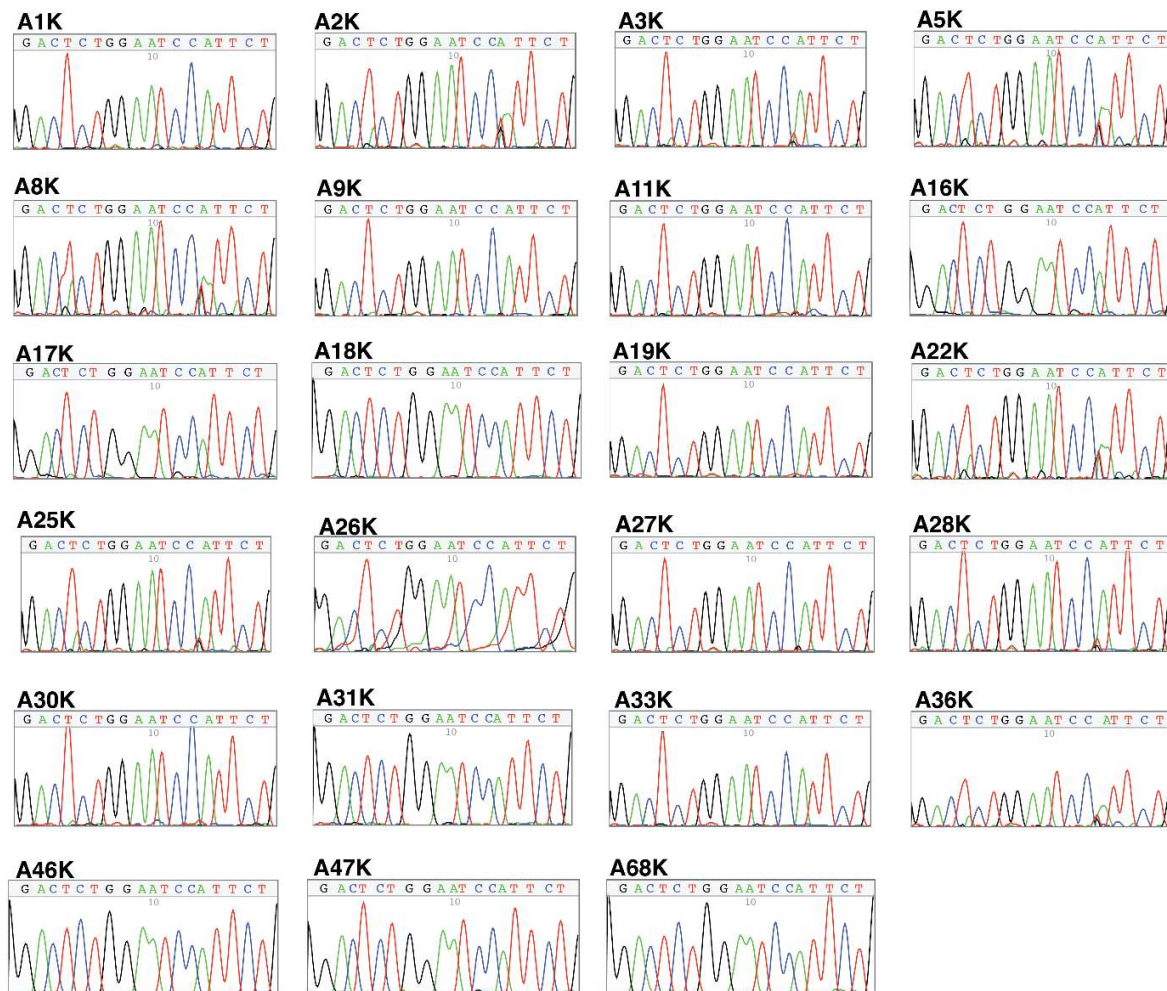 A1K A2K A3K A5K
GACTCTGGAATCCATTCT GACTCTGGAATCCATTCT GACTCTGGAATCCATTCT GACTCTGGAATCCATTCT
10 10 10 10
A8K A9K A11K A16K
GACTCTGGAATCCATTCT GACTCTGGAATCCATTCT GACTCTGGAATCCATTCT GACTCTGGAATCCATTCT
10 10 10 10
A17K A18K A19K A22K
GACTCTGGAATCCATTCT GACTCTGGAATCCATTCT GACTCTGGAATCCATTCT GACTCTGGAATCCATTCT
10 10 10 10
A25K A26K A27K A28K
GACTCTGGAATCCATTCT GACTCTGGAATCCATTCT GACTCTGGAATCCATTCT GACTCTGGAATCCATTCT
10 10 10 10
A30K A31K A33K A36K
GACTCTGGAATCCATTCT GACTCTGGAATCCATTCT GACTCTGGAATCCATTCT GACTCTGGAATCCATTCT
10 10 10 10
A46K A47K A68K
GACTCTGGAATCCATTCT GACTCTGGAATCCATTCT GACTCTGGAATCCATTCT
10 10 10